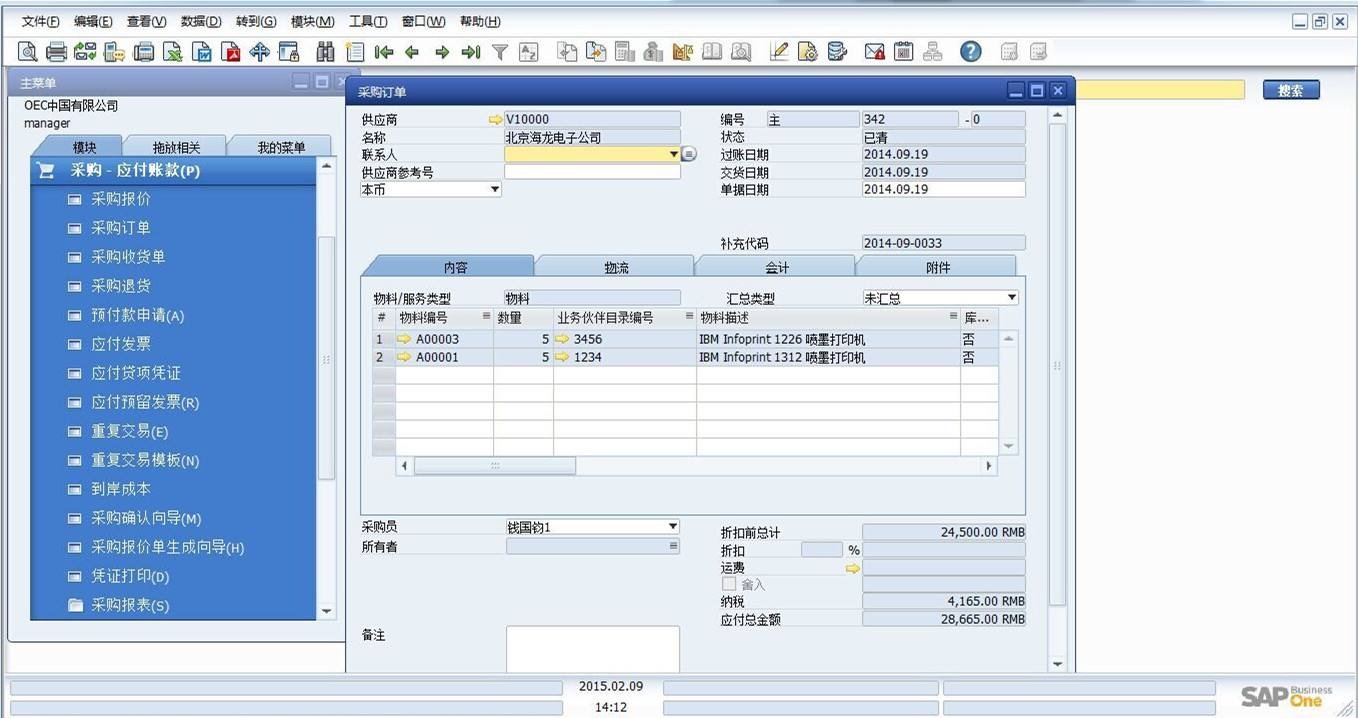 文件(F) 编辑(E) 查看(V) 数据(D) 转到(G) 模块(M) 工具(T) 窗口(W) 帮助(H)
主菜单
OEC中国有限公司
manager
模块 拖放相关 我的菜单
采购 - 应付账款(P)
采购报价
采购订单
采购收货单
采购退货
预付款申请(A)
应付发票
应付贷项凭证
应付预留发票(R)
重复交易(E)
重复交易模板(N)
到岸成本
采购确认向导(M)
采购报价单生成向导(H)
凭证打印(D)
采购报表(S)
搜索
采购订单
供应商 V10000 编号 主 342 - 0
名称 北京海龙电子公司 状态 已清
联系人 过账日期 2014.09.19
供应商参考号 交货日期 2014.09.19
本币 单据日期 2014.09.19
补充代码 2014-09-0033
内容 物流 会计 附件
物料/服务类型 物料 汇总类型 未汇总
# 物料编号 数量 业务伙伴目录编号 物料描述 库...
1 A00003 5 3456 IBM Infoprint 1226 喷墨打印机 否
2 A00001 5 1234 IBM Infoprint 1312 喷墨打印机 否
采购员 钱国钧1 折扣前总计 24,500.00 RMB
所有者 折扣 %
运费
舍入
纳税 4,165.00 RMB
应付总金额 28,665.00 RMB
备注
2015.02.09
14:12
SAP Business One